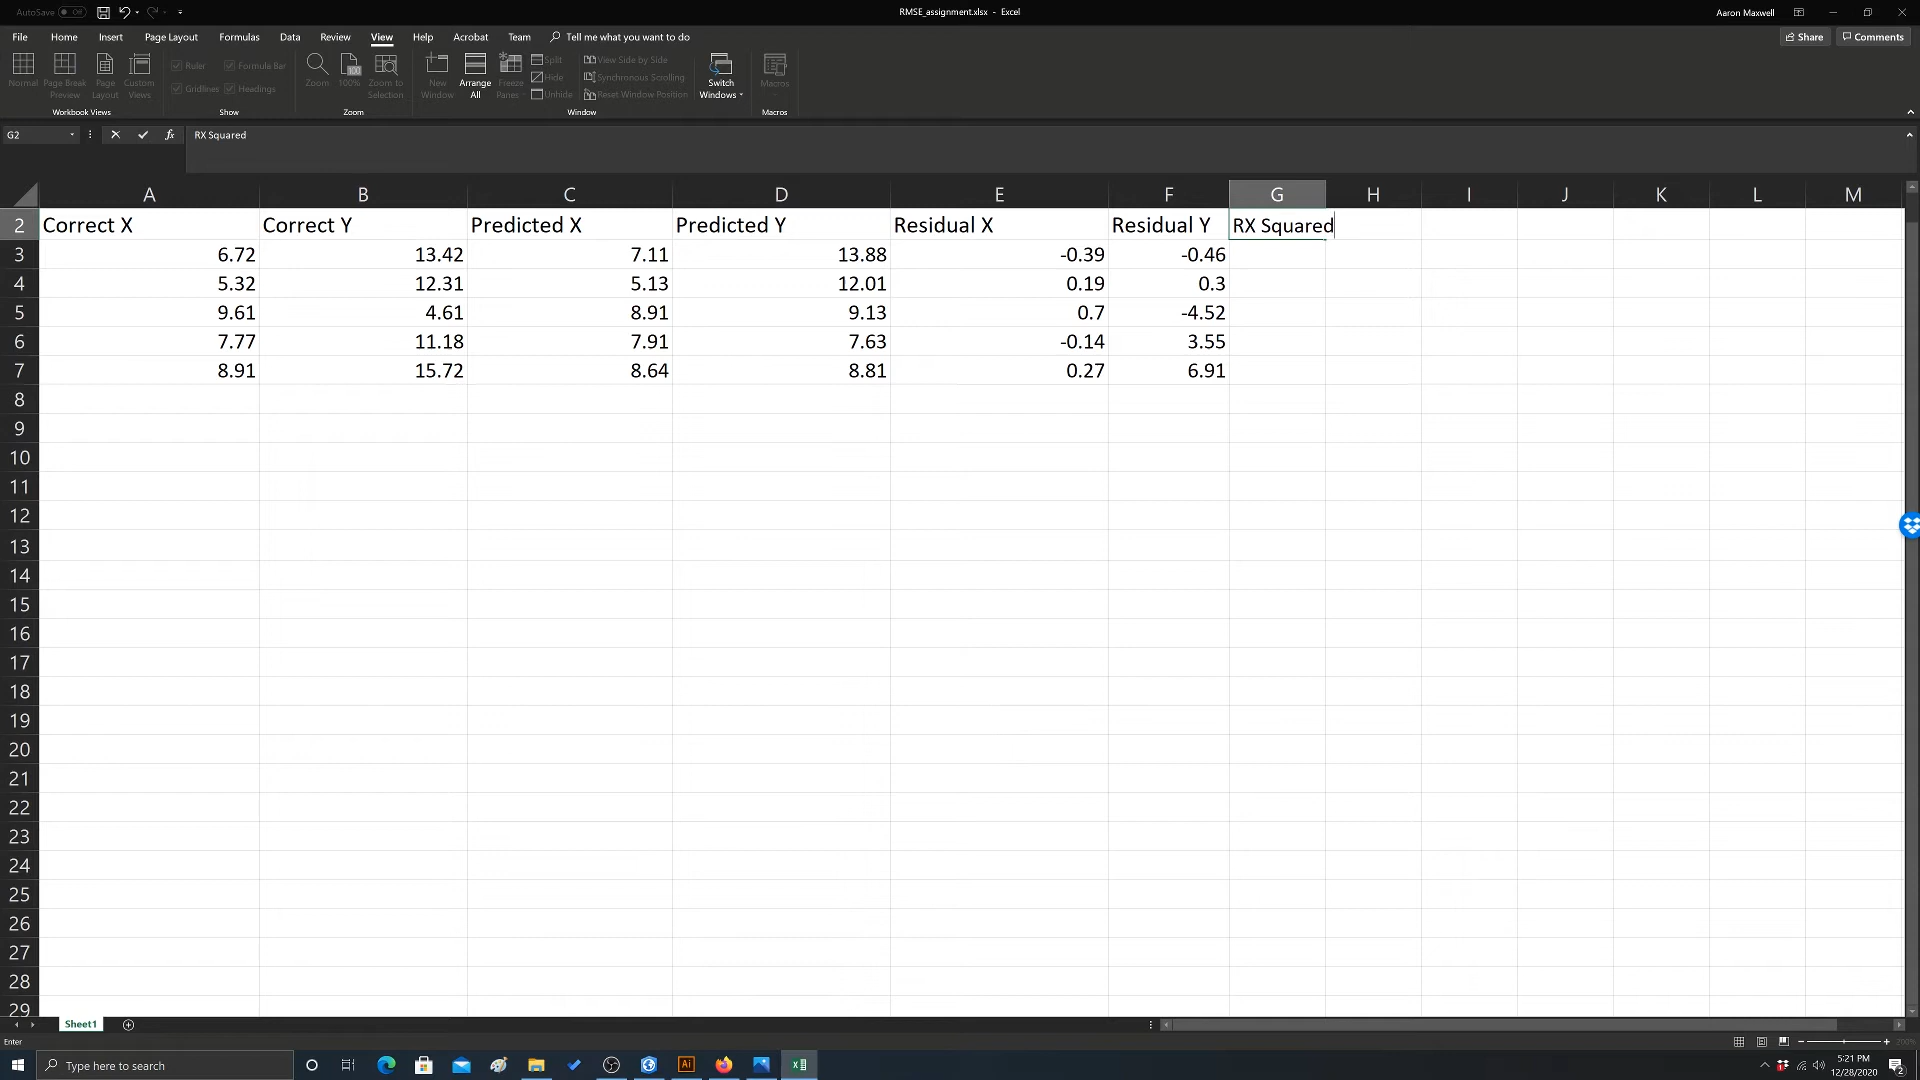 AutoSave Off RMSE_assignment.xlsx - Excel Aaron Maxwell
File Home Insert Page Layout Formulas Data Review View Help Acrobat Team Tell me what you want to do Share Comments
Normal Page Break Preview Page Layout Custom Views Ruler Formula Bar Gridlines Headings Zoom 100% Zoom to Selection New Window Arrange All Freeze Panes Split Hide Unhide View Side by Side Synchronous Scrolling Reset Window Position Switch Windows Macros
Workbook Views Show Zoom Window Macros
G2 fx RX Squared
A B C D E F G H I J K L M
2 Correct X Correct Y Predicted X Predicted Y Residual X Residual Y RX Squared
3 6.72 13.42 7.11 13.88 -0.39 -0.46
4 5.32 12.31 5.13 12.01 0.19 0.3
5 9.61 4.61 8.91 9.13 0.7 -4.52
6 7.77 11.18 7.91 7.63 -0.14 3.55
7 8.91 15.72 8.64 8.81 0.27 6.91
8
9
10
11
12
13
14
15
16
17
18
19
20
21
22
23
24
25
26
27
28
29
Sheet1
Enter 200%
Type here to search Ai 5:21 PM
12/28/2020 2